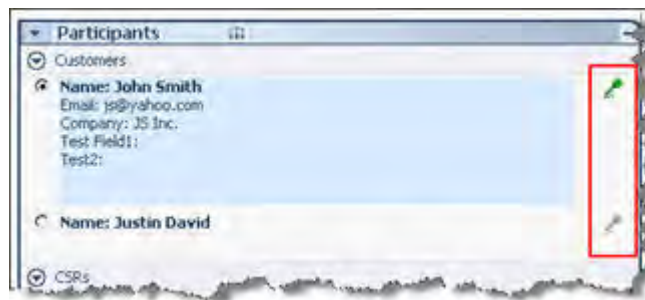 Participants
Customers
Name: John Smith
Email: js@yahoo.com
Company: JS Inc.
Test Field1:
Test2:
Name: Justin David
CSRs